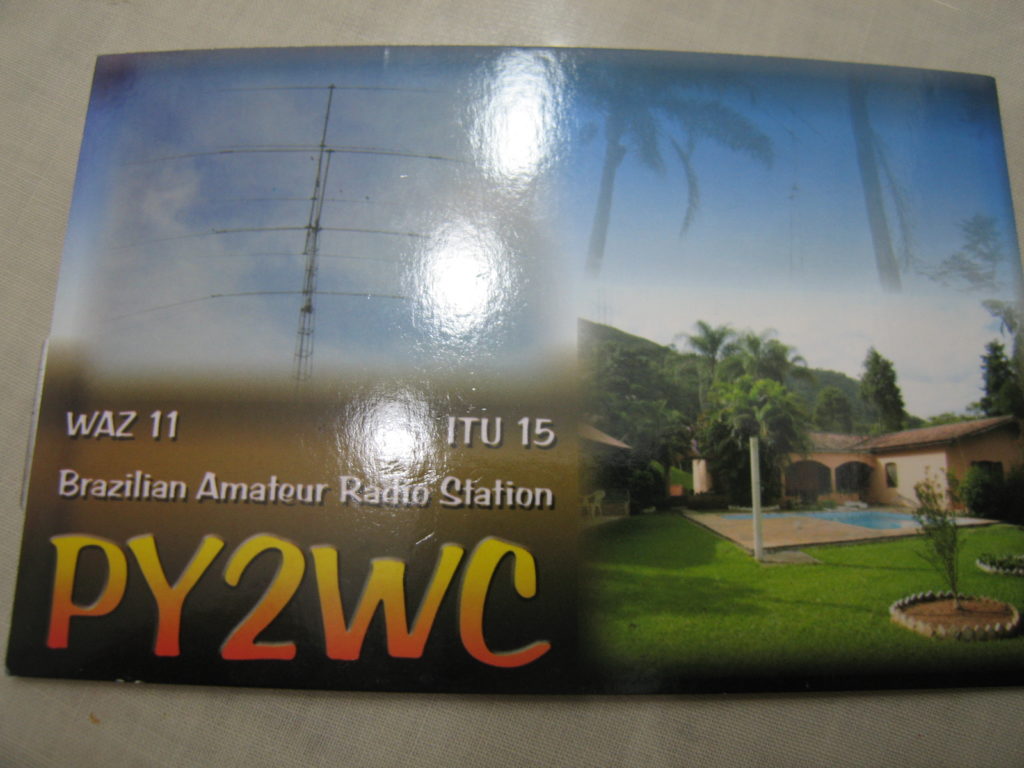 WAZ 11 ITU 15
Brazilian Amateur Radio Station
PY2WC